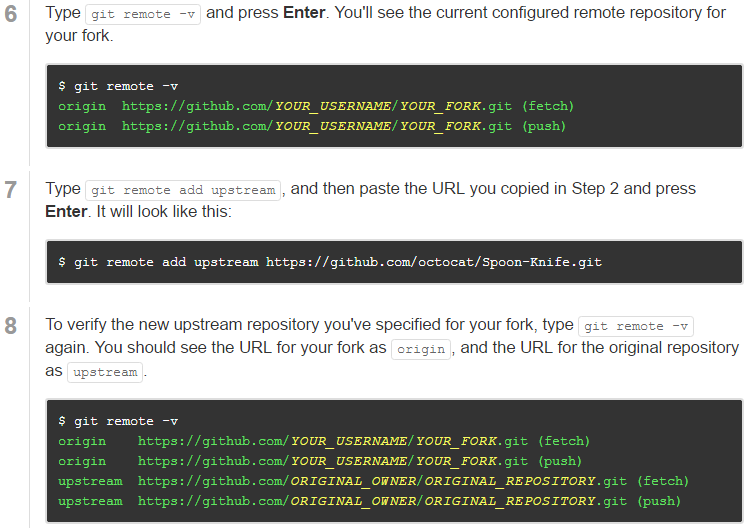 6 Type git remote -v and press Enter. You'll see the current configured remote repository for
your fork.
$ git remote -v
origin  https://github.com/YOUR_USERNAME/YOUR_FORK.git (fetch)
origin  https://github.com/YOUR_USERNAME/YOUR_FORK.git (push)
7 Type git remote add upstream, and then paste the URL you copied in Step 2 and press
Enter. It will look like this:
$ git remote add upstream https://github.com/octocat/Spoon-Knife.git
8 To verify the new upstream repository you've specified for your fork, type git remote -v
again. You should see the URL for your fork as origin, and the URL for the original repository
as upstream.
$ git remote -v
origin    https://github.com/YOUR_USERNAME/YOUR_FORK.git (fetch)
origin    https://github.com/YOUR_USERNAME/YOUR_FORK.git (push)
upstream  https://github.com/ORIGINAL_OWNER/ORIGINAL_REPOSITORY.git (fetch)
upstream  https://github.com/ORIGINAL_OWNER/ORIGINAL_REPOSITORY.git (push)